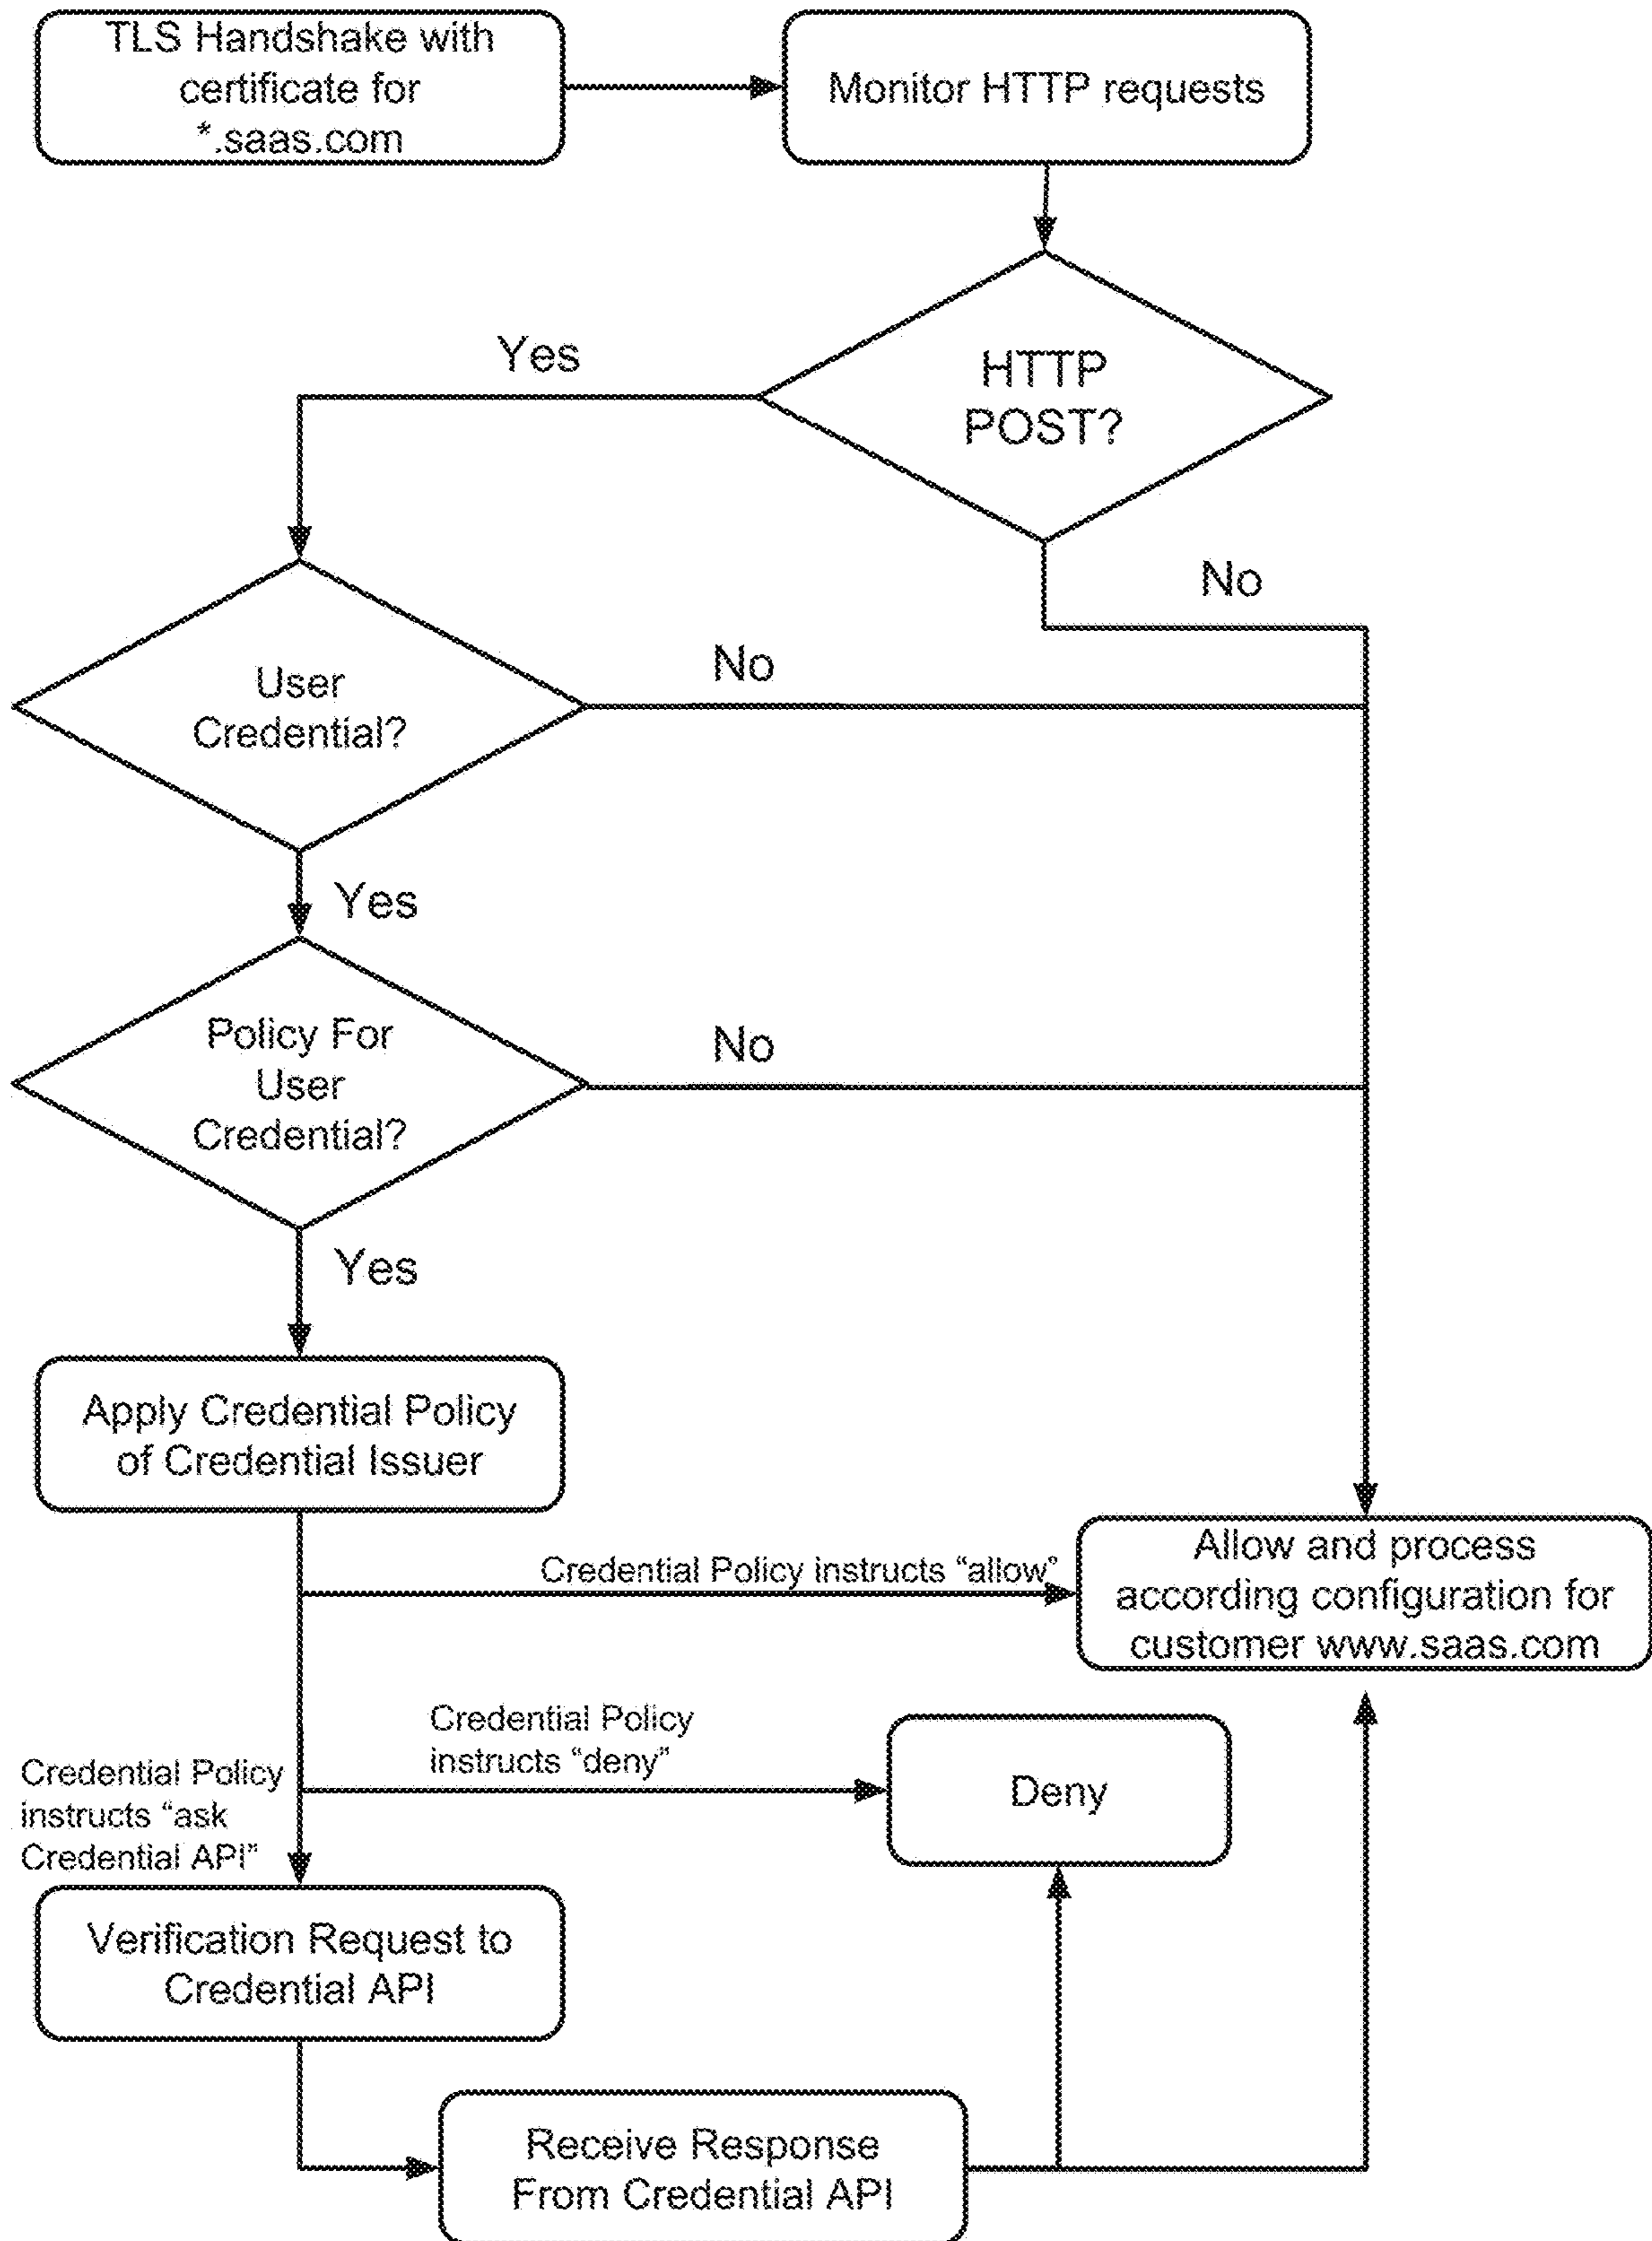 TLS Handshake with
certificate for
*.saas.com
Monitor HTTP requests
HTTP
POST?
Yes
No
User
Credential?
No
Yes
Policy For
User
Credential?
No
Yes
Apply Credential Policy
of Credential Issuer
Credential Policy instructs “allow”
Allow and process
according configuration for
customer www.saas.com
Credential Policy
instructs “deny”
Deny
Credential Policy
instructs “ask
Credential API”
Verification Request to
Credential API
Receive Response
From Credential API